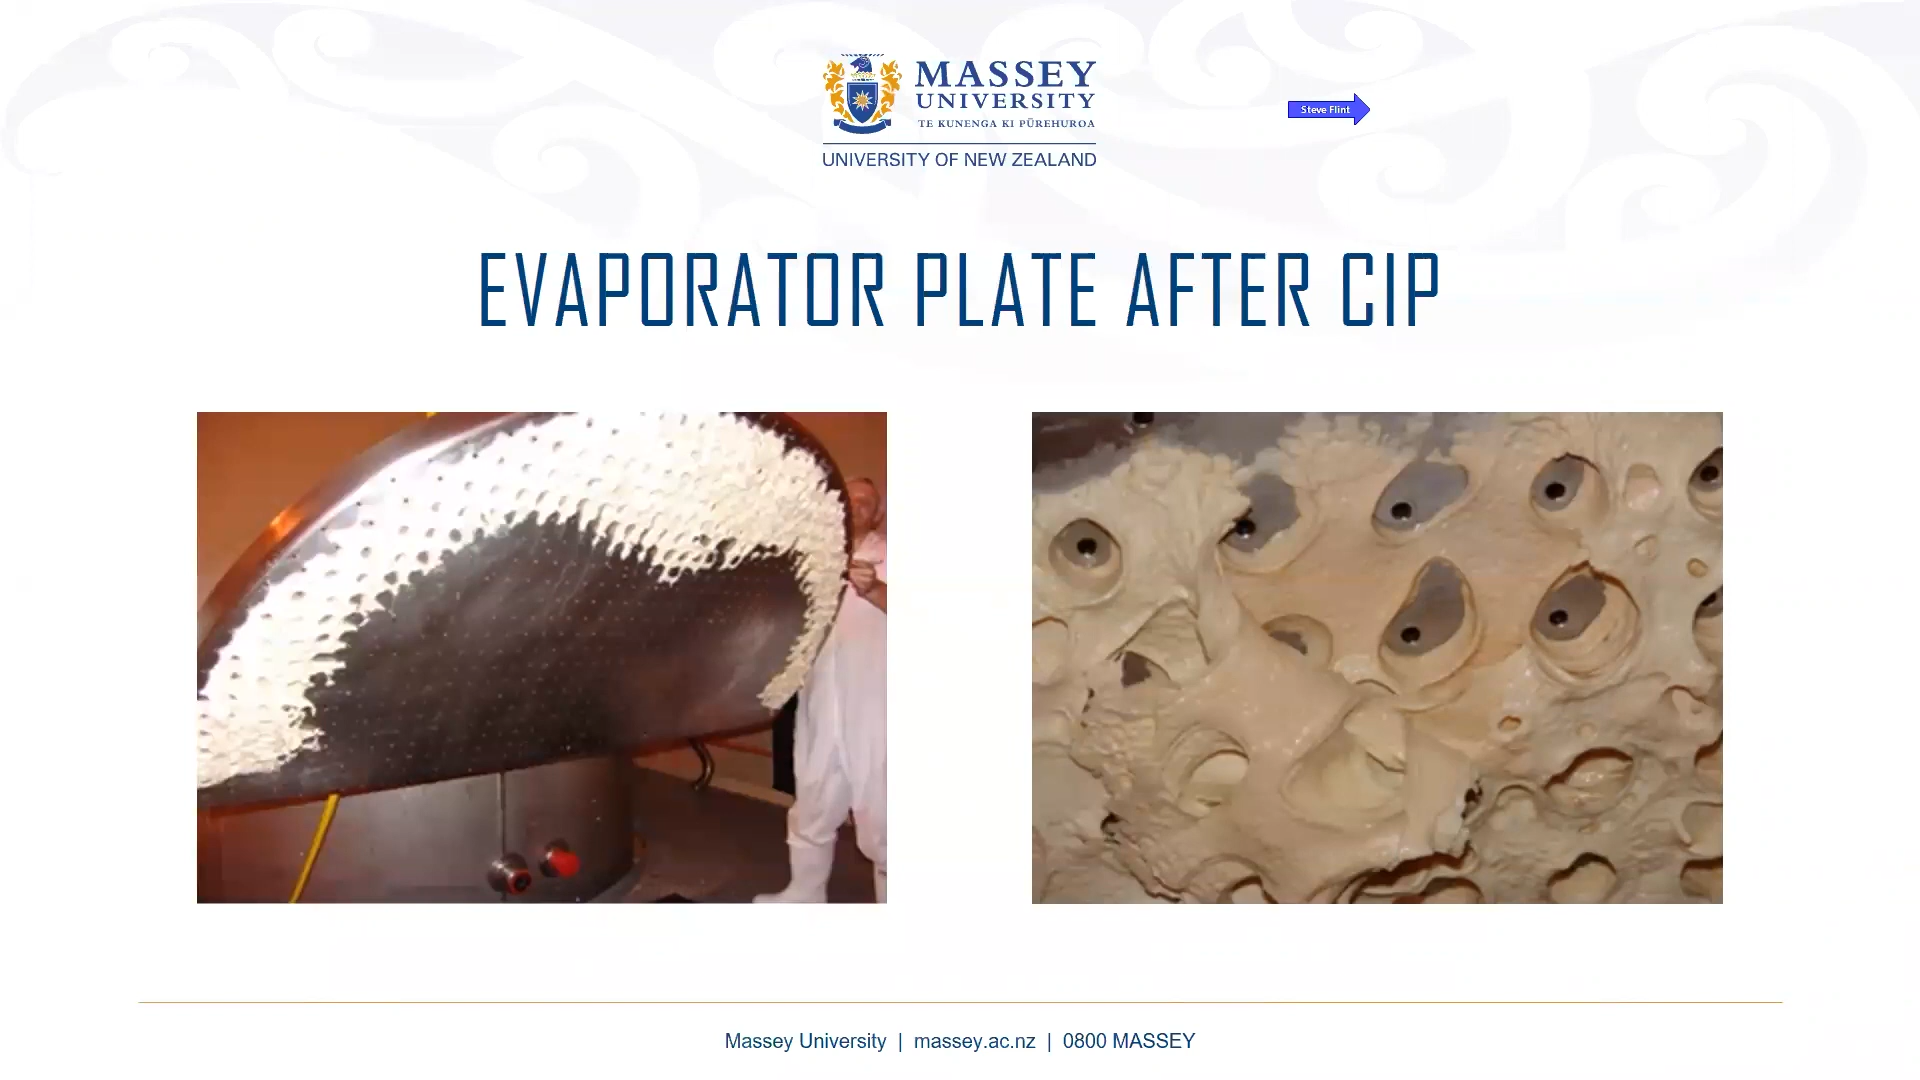 MASSEY
UNIVERSITY
TE KUNENGA KI PŪREHUROA
UNIVERSITY OF NEW ZEALAND
Steve Flint
EVAPORATOR PLATE AFTER CIP
Massey University | massey.ac.nz | 0800 MASSEY